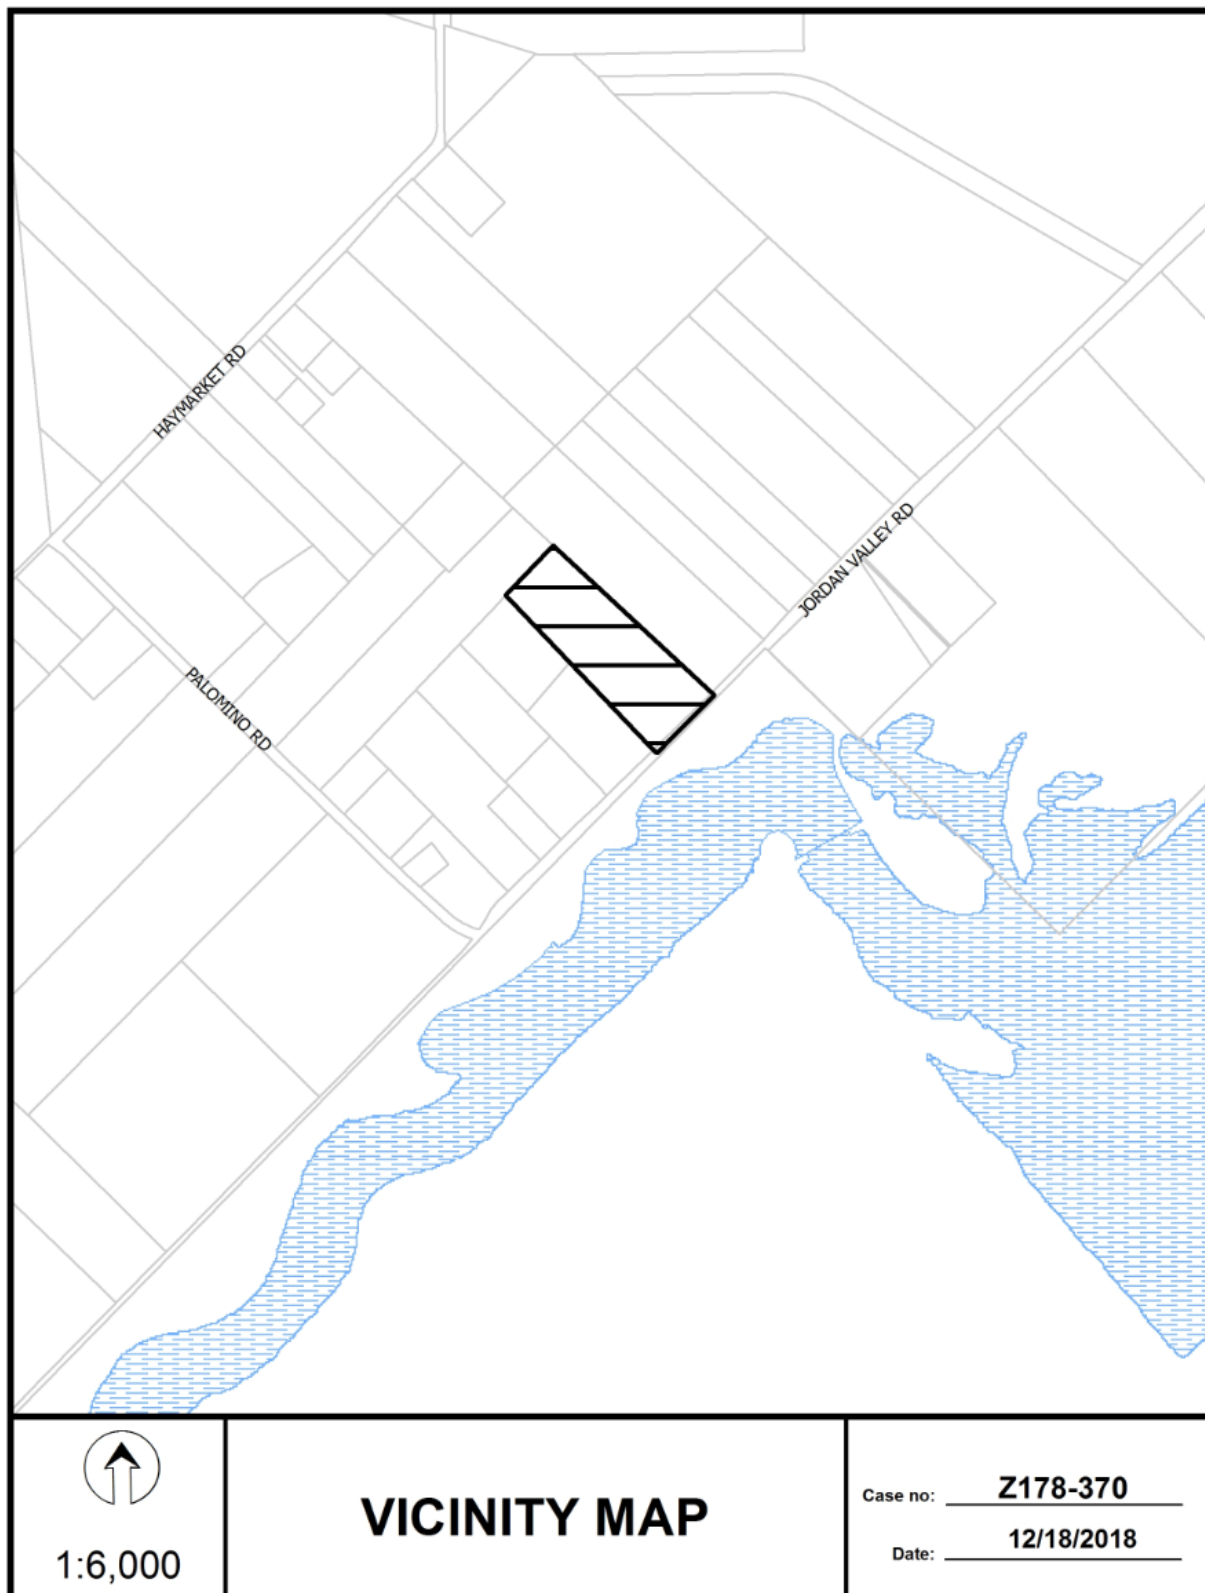 HAYMARKET RD
JORDAN VALLEY RD
PALOMINO RD
1:6,000
VICINITY MAP
Case no: Z178-370
Date: 12/18/2018